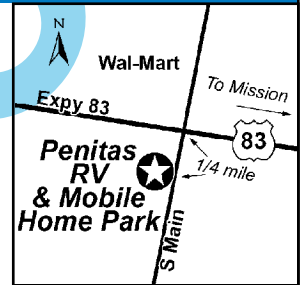 N
Wal-Mart
To Mission
Expy 83
83
Penitas
RV
& Mobile
Home Park
1/4 mile
S Main